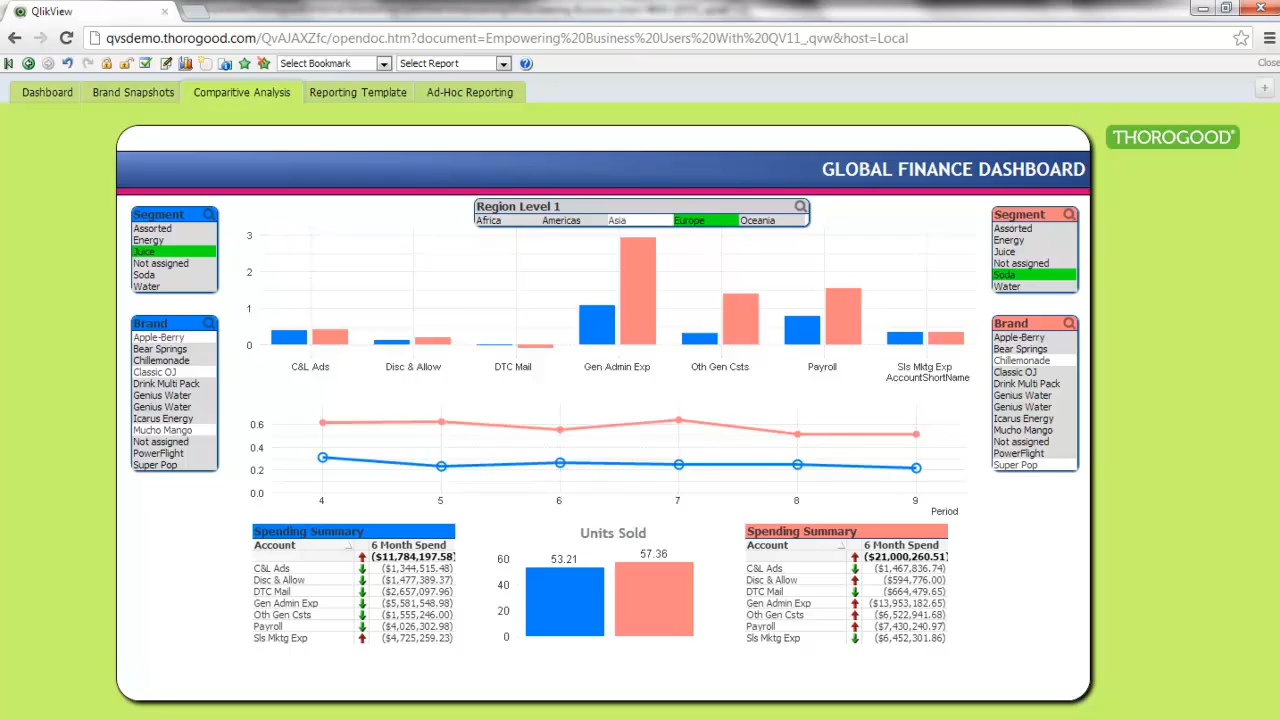 QlikView
qvsdemo.thorogood.com/QvAJAXZfc/opendoc.htm?document=Empowering%20Business%20Users%20With%20QV11_.qvw&host=Local
Select Bookmark Select Report Close
Dashboard Brand Snapshots Comparitive Analysis Reporting Template Ad-Hoc Reporting
THOROGOOD®
GLOBAL FINANCE DASHBOARD
Region Level 1
Africa Americas Asia Europe Oceania
Segment
Assorted
Energy
Juice
Not assigned
Soda
Water
Brand
Apple-Berry
Bear Springs
Chillemonade
Classic OJ
Drink Multi Pack
Genius Water
Genius Water
Icarus Energy
Mucho Mango
Not assigned
PowerFlight
Super Pop
3
2
1
0
C&L Ads Disc & Allow DTC Mail Gen Admin Exp Oth Gen Csts Payroll Sls Mktg Exp
AccountShortName
0.6
0.4
0.2
0.0
4 5 6 7 8 9
Period
Segment
Assorted
Energy
Juice
Not assigned
Soda
Water
Brand
Apple-Berry
Bear Springs
Chillemonade
Classic OJ
Drink Multi Pack
Genius Water
Genius Water
Icarus Energy
Mucho Mango
Not assigned
PowerFlight
Super Pop
Spending Summary
Account 6 Month Spend
($11,784,197.58)
C&L Ads ($1,344,515.48)
Disc & Allow ($1,477,389.37)
DTC Mail ($2,657,097.96)
Gen Admin Exp ($5,581,548.98)
Oth Gen Csts ($1,555,246.00)
Payroll ($4,026,302.98)
Sls Mktg Exp ($4,725,259.23)
Units Sold
60
40
20
0
53.21
57.36
Spending Summary
Account 6 Month Spend
($21,000,260.51)
C&L Ads ($1,467,836.74)
Disc & Allow ($594,776.00)
DTC Mail ($664,479.65)
Gen Admin Exp ($13,953,182.65)
Oth Gen Csts ($6,522,941.68)
Payroll ($7,430,240.97)
Sls Mktg Exp ($6,452,301.86)